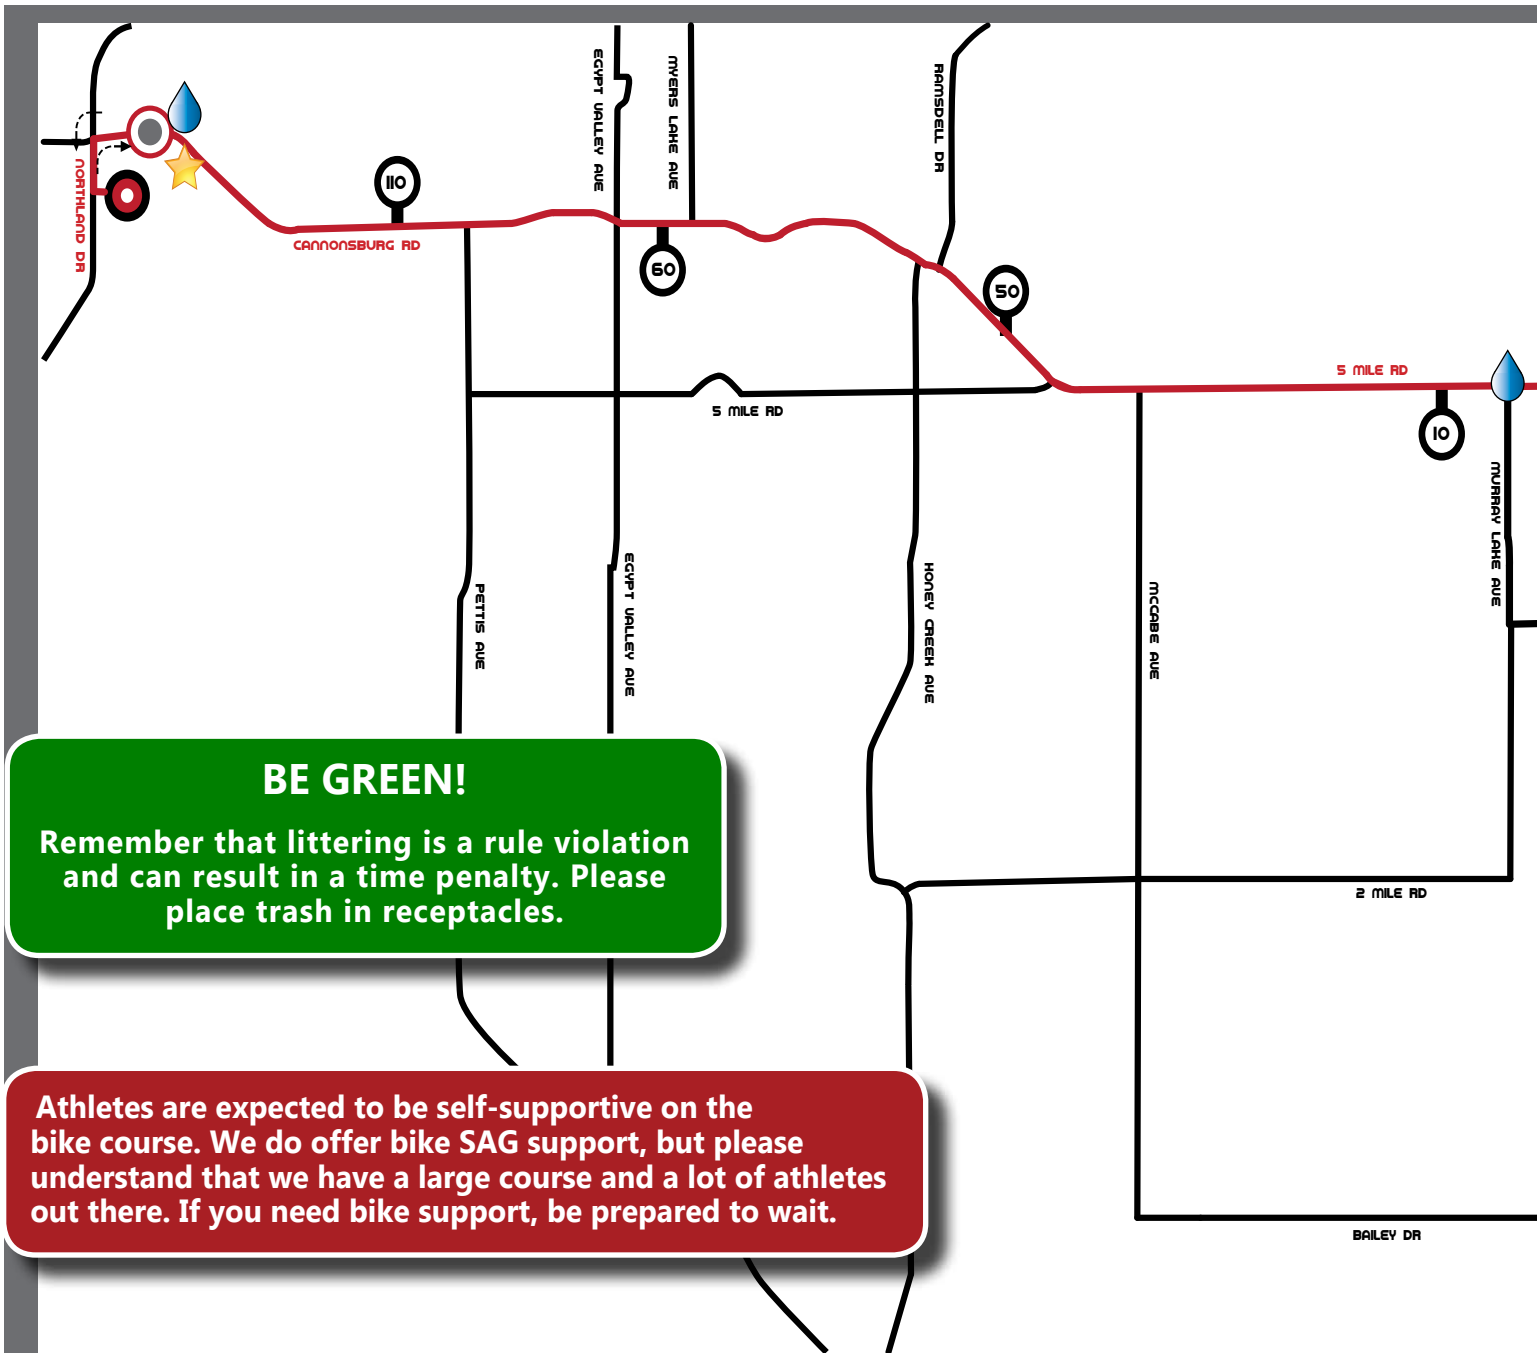 EGYPT VALLEY AVE
MYERS LAKE AVE
RAMSDELL DR
NORTHLAND DR
110
CANNONSBURG RD
60
50
5 MILE RD
5 MILE RD
10
MURRAY LAKE AVE
PETTIS AVE
EGYPT VALLEY AVE
HONEY CREEK AVE
MCCABE AVE
BE GREEN!
Remember that littering is a rule violation
and can result in a time penalty. Please
place trash in receptacles.
2 MILE RD
Athletes are expected to be self-supportive on the
bike course. We do offer bike SAG support, but please
understand that we have a large course and a lot of athletes
out there. If you need bike support, be prepared to wait.
BAILEY DR